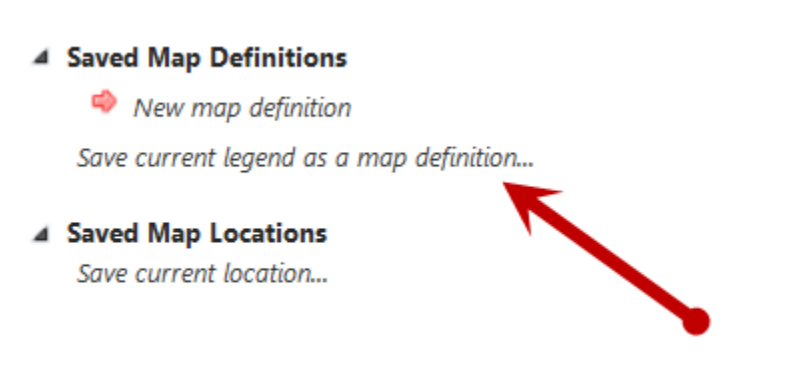 Saved Map Definitions
New map definition
Save current legend as a map definition...
Saved Map Locations
Save current location...